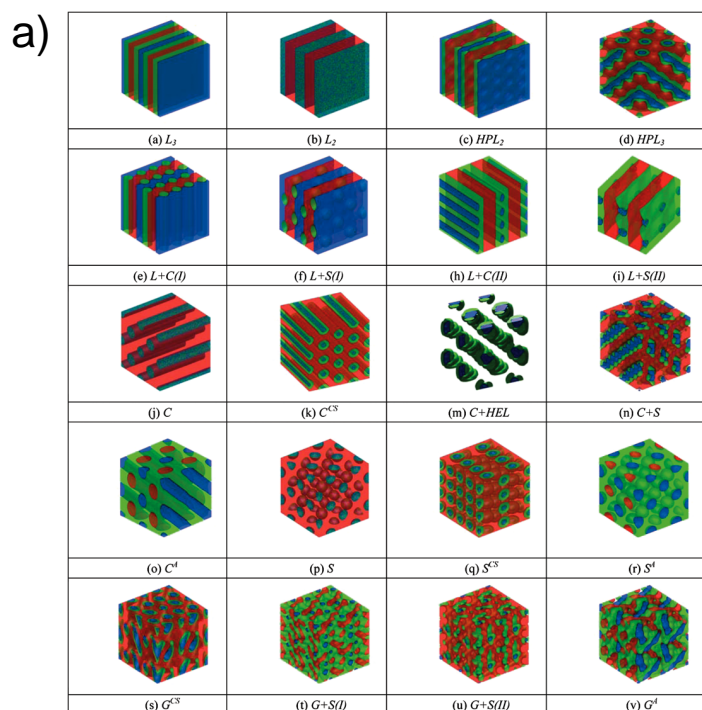 a)
(a) L₃ (b) L₂ (c) HPL₂ (d) HPL₃
(e) L+C(I) (f) L+S(I) (h) L+C(II) (i) L+S(II)
(j) C (k) Cᶜˢ (m) C+HEL (n) C+S
(o) Cᴬ (p) S (q) Sᶜˢ (r) Sᴬ
(s) Gᶜˢ (t) G+S(I) (u) G+S(II) (v) Gᴬ